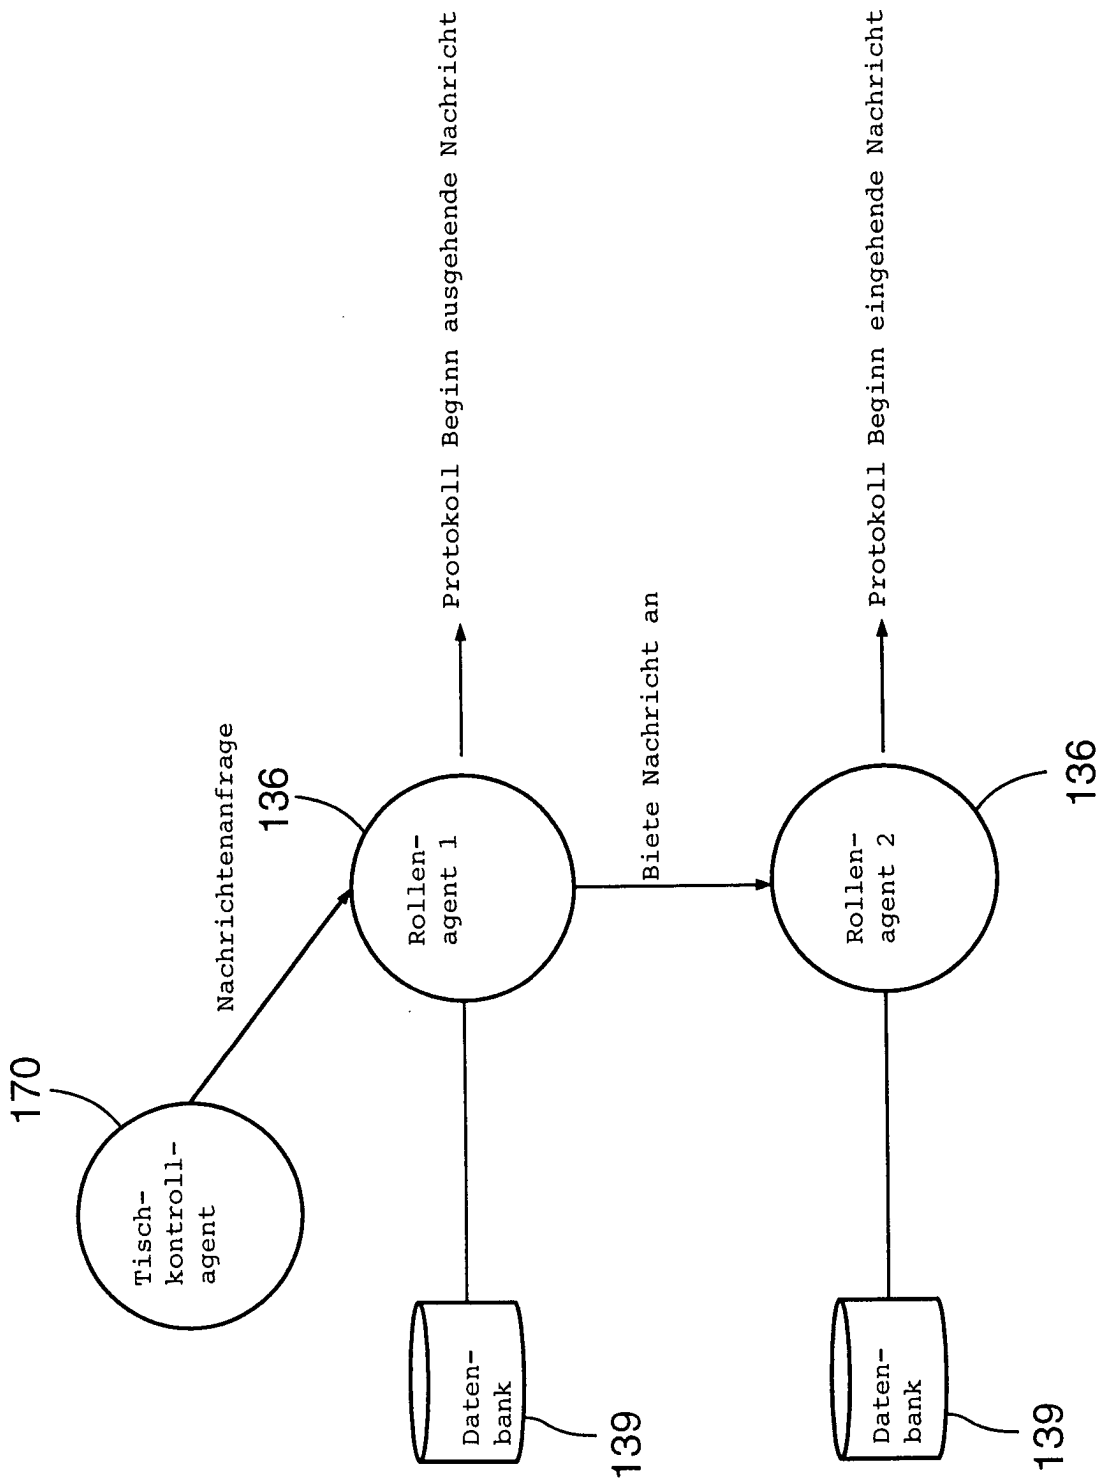 170
Tisch-
kontroll-
agent
Nachrichtenanfrage
136
Rollen-
agent 1
Protokoll Beginn ausgehende Nachricht
Daten-
bank
139
Biete Nachricht an
Rollen-
agent 2
136
Protokoll Beginn eingehende Nachricht
Daten-
bank
139